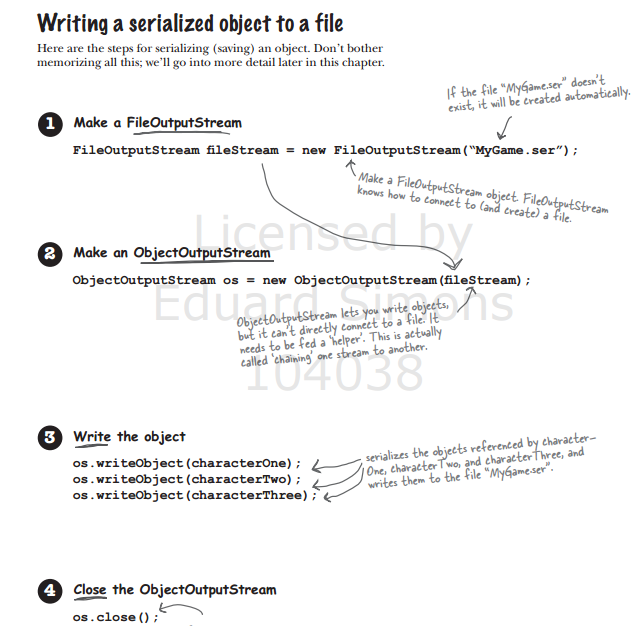 Writing a serialized object to a file
Here are the steps for serializing (saving) an object. Don’t bother
memorizing all this; we’ll go into more detail later in this chapter.
If the file “MyGame.ser” doesn’t
exist, it will be created automatically.
1 Make a FileOutputStream
FileOutputStream fileStream = new FileOutputStream(“MyGame.ser”);
Make a FileOutputStream object. FileOutputStream
knows how to connect to (and create) a file.
Licensed by
2 Make an ObjectOutputStream
ObjectOutputStream os = new ObjectOutputStream(fileStream);
Eduard Simons
ObjectOutputStream lets you write objects,
but it can’t directly connect to a file. It
needs to be fed a ‘helper’. This is actually
called ‘chaining’ one stream to another.
104038
3 Write the object
os.writeObject(characterOne);
os.writeObject(characterTwo);
os.writeObject(characterThree);
serializes the objects referenced by character-
One, characterTwo, and characterThree, and
writes them to the file “MyGame.ser”.
4 Close the ObjectOutputStream
os.close();